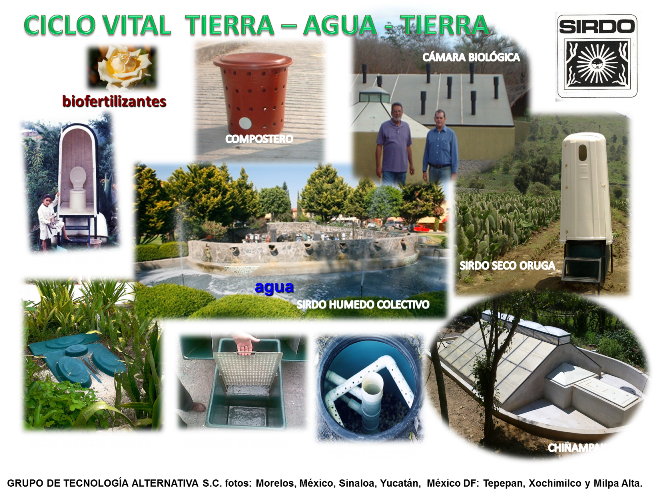 CICLO VITAL TIERRA – AGUA - TIERRA
SIRDO
biofertilizantes
COMPOSTERO
CÁMARA BIOLÓGICA
SIRDO SECO ORUGA
agua
SIRDO HUMEDO COLECTIVO
GRUPO DE TECNOLOGÍA ALTERNATIVA S.C. fotos: Morelos, México, Sinaloa, Yucatán, México DF: Tepepan, Xochimilco y Milpa Alta.